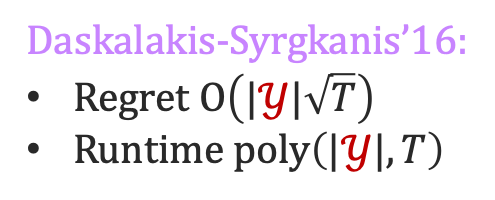 Daskalakis-Syrgkanis’16:
• Regret O(|𝒴|√T)
• Runtime poly(|𝒴|, T)